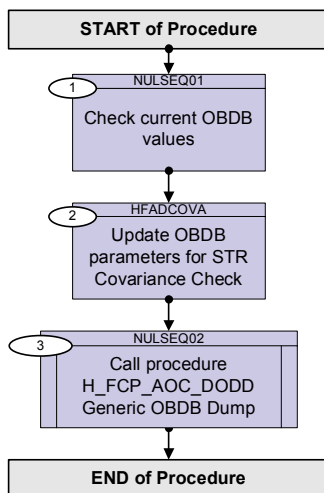 START of Procedure
NULSEQ01
1
Check current OBDB
values
HFADCOVA
2
Update OBDB
parameters for STR
Covariance Check
NULSEQ02
3
Call procedure
H_FCP_AOC_DODD
Generic OBDB Dump
END of Procedure